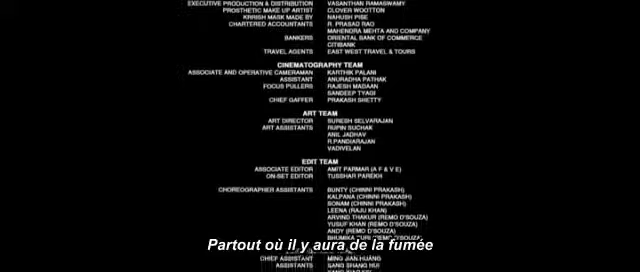 EXECUTIVE PRODUCTION & DISTRIBUTION VASANTHAN RAMASWAMY
PROSTHETIC MAKE UP ARTIST CLOVER WOOTTON
KRRISH MASK MADE BY NAHUSH PISE
CHARTERED ACCOUNTANTS R. PRASAD RAO
MAHENDRA MEHTA AND COMPANY
BANKERS ORIENTAL BANK OF COMMERCE
CITIBANK
TRAVEL AGENTS EAST WEST TRAVEL & TOURS
CINEMATOGRAPHY TEAM
ASSOCIATE AND OPERATIVE CAMERAMAN KARTHIK PALANI
ASSISTANT ANURADHA PATHAK
FOCUS PULLERS RAJESH MADAAN
SANDEEP TYAGI
CHIEF GAFFER PRAKASH SHETTY
ART TEAM
ART DIRECTOR SURESH SELVARAJAN
ART ASSISTANTS RUPIN SUCHAK
ANIL JADHAV
R.PANDIARAJAN
VADIVELAN
EDIT TEAM
ASSOCIATE EDITOR AMIT PARMAR (A F & V E)
ON-SET EDITOR TUSSHAR PAREKH
CHOREOGRAPHER ASSISTANTS BUNTY (CHINNI PRAKASH)
KALPANA (CHINNI PRAKASH)
SONAM (CHINNI PRAKASH)
LEENA (RAJU KHAN)
ARVIND THAKUR (REMO D'SOUZA)
YUSUF KHAN (REMO D'SOUZA)
ANDY (REMO D'SOUZA)
BHUMIKA (REMO D'SOUZA)
Partout où il y aura de la fumée
CHIEF ASSISTANT MING JIAN HUANG
ASSISTANTS SANG SHANG HUI